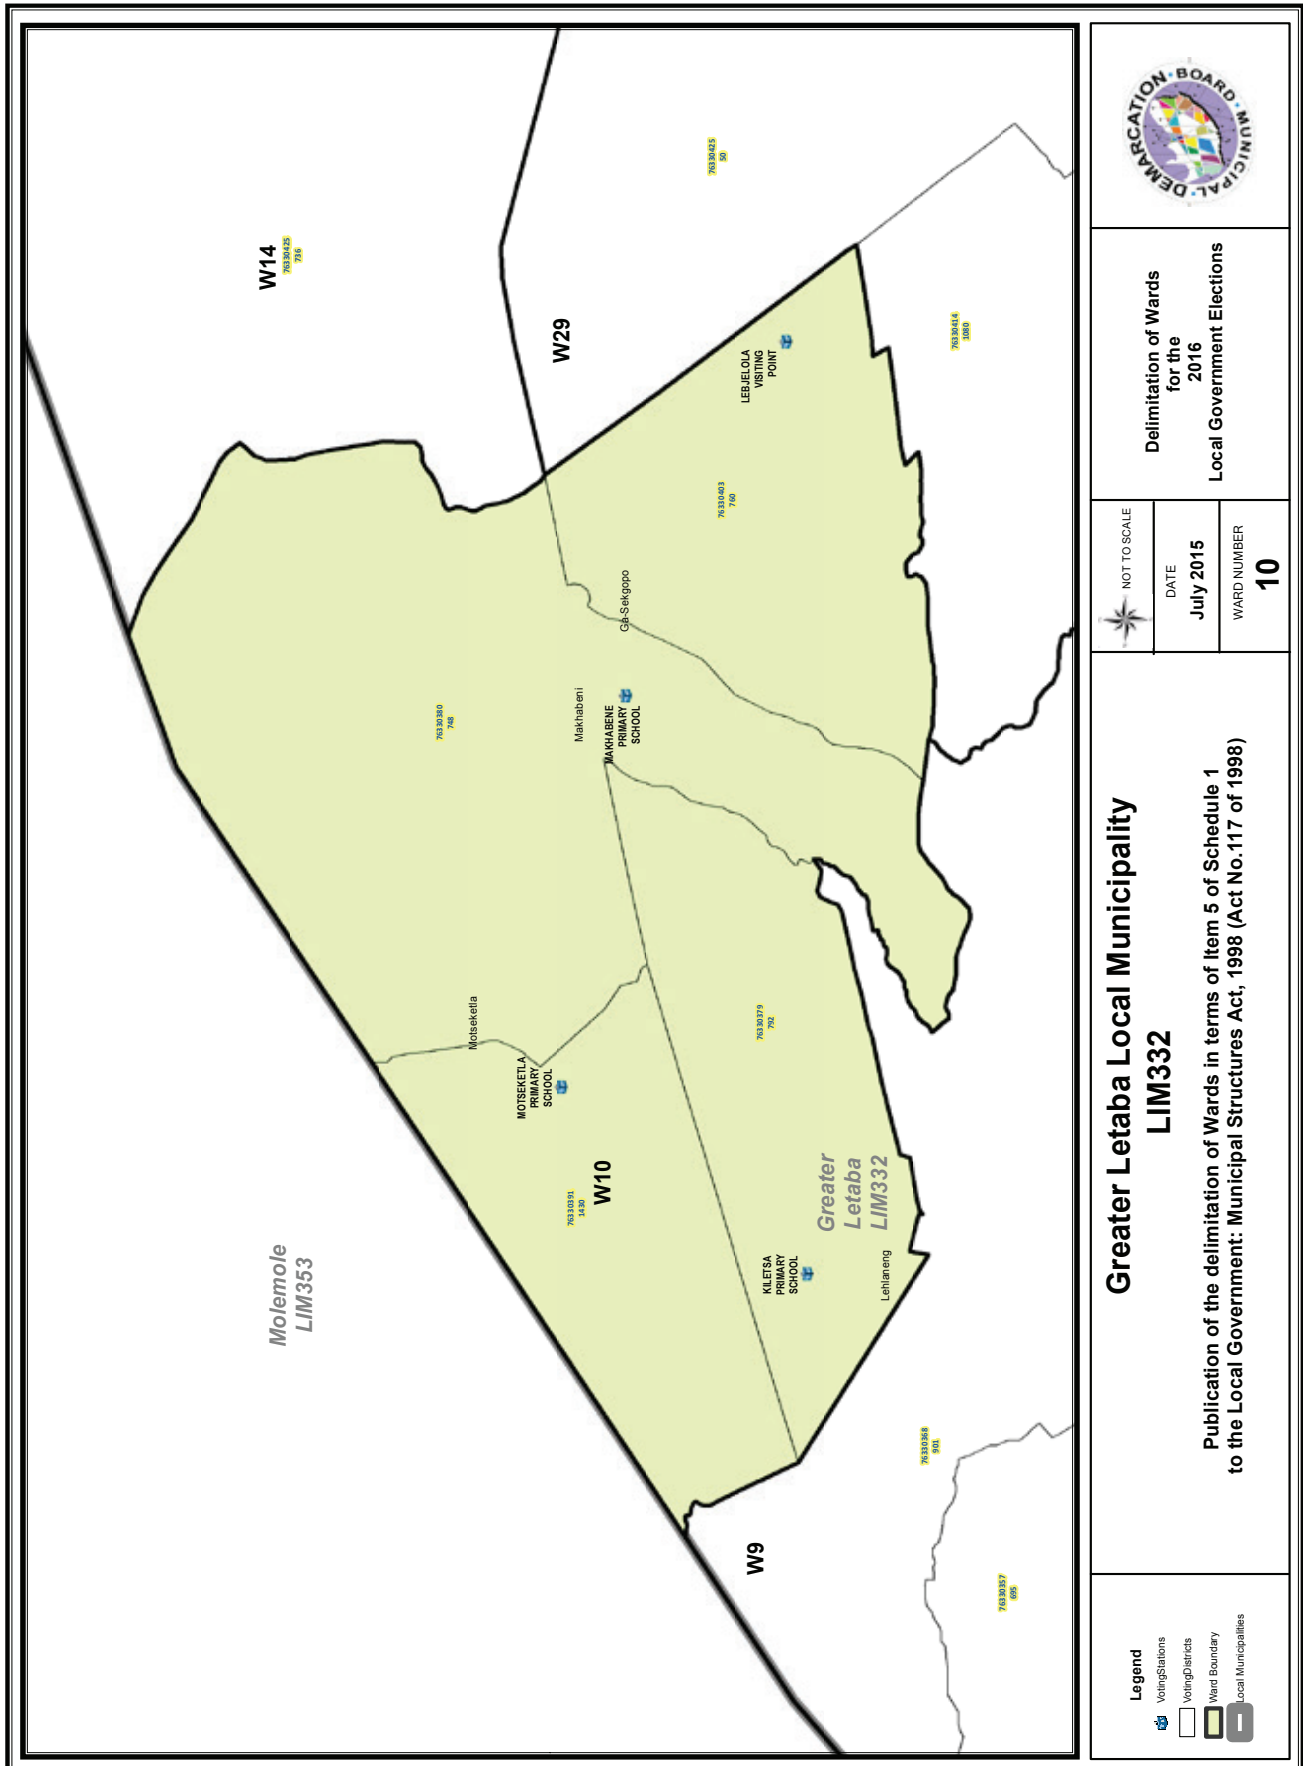 Molemole
LIM353
W14
76330425
736
W29
76330425
50
76330380
748
76330403
760
LEBJELOLA
VISITING
POINT
76330414
1080
Ga-Sekgopo
Makhabeni
MAKHABENE
PRIMARY
SCHOOL
Motseketla
MOTSEKETLA
PRIMARY
SCHOOL
76330391
1430
W10
76330379
792
Greater
Letaba
LIM332
KILETSA
PRIMARY
SCHOOL
Lehlaneng
W9
76330368
901
76330357
695
Legend
VotingStations
VotingDistricts
Ward Boundary
Local Municipalities
Greater Letaba Local Municipality
LIM332
Publication of the delimitation of Wards in terms of Item 5 of Schedule 1
to the Local Government: Municipal Structures Act, 1998 (Act No.117 of 1998)
NOT TO SCALE
DATE
July 2015
WARD NUMBER
10
Delimitation of Wards
for the
2016
Local Government Elections
MUNICIPAL · DEMARCATION · BOARD ·